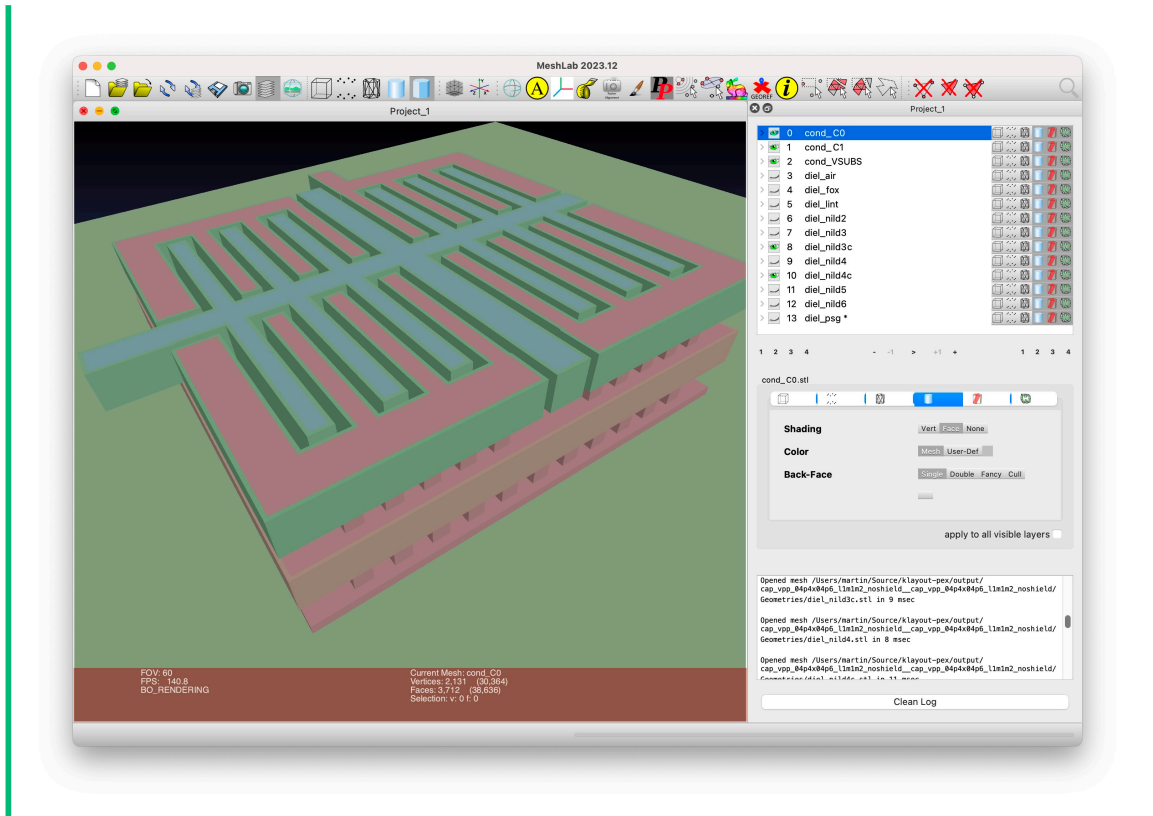 MeshLab 2023.12
GEOREF
Project_1
Project_1
0 cond_C0
1 cond_C1
2 cond_VSUBS
3 diel_air
4 diel_fox
5 diel_lint
6 diel_nild2
7 diel_nild3
8 diel_nild3c
9 diel_nild4
10 diel_nild4c
11 diel_nild5
12 diel_nild6
13 diel_psg *
1 2 3 4 - -1 > +1 + 1 2 3 4
cond_C0.stl
Shading Vert Face None
Color Mesh User-Def
Back-Face Single Double Fancy Cull
apply to all visible layers
Opened mesh /Users/martin/Source/klayout-pex/output/
cap_vpp_04p4x04p6_l1m1m2_noshield__cap_vpp_04p4x04p6_l1m1m2_noshield/
Geometries/diel_nild3c.stl in 9 msec
Opened mesh /Users/martin/Source/klayout-pex/output/
cap_vpp_04p4x04p6_l1m1m2_noshield__cap_vpp_04p4x04p6_l1m1m2_noshield/
Geometries/diel_nild4.stl in 8 msec
Opened mesh /Users/martin/Source/klayout-pex/output/
cap_vpp_04p4x04p6_l1m1m2_noshield__cap_vpp_04p4x04p6_l1m1m2_noshield/
Geometries/diel_nild4c.stl in 11 msec
Clean Log
FOV: 60
FPS: 140.8
BO_RENDERING
Current Mesh: cond_C0
Vertices: 2,131 (30,364)
Faces: 3,712 (38,636)
Selection: v: 0 f: 0